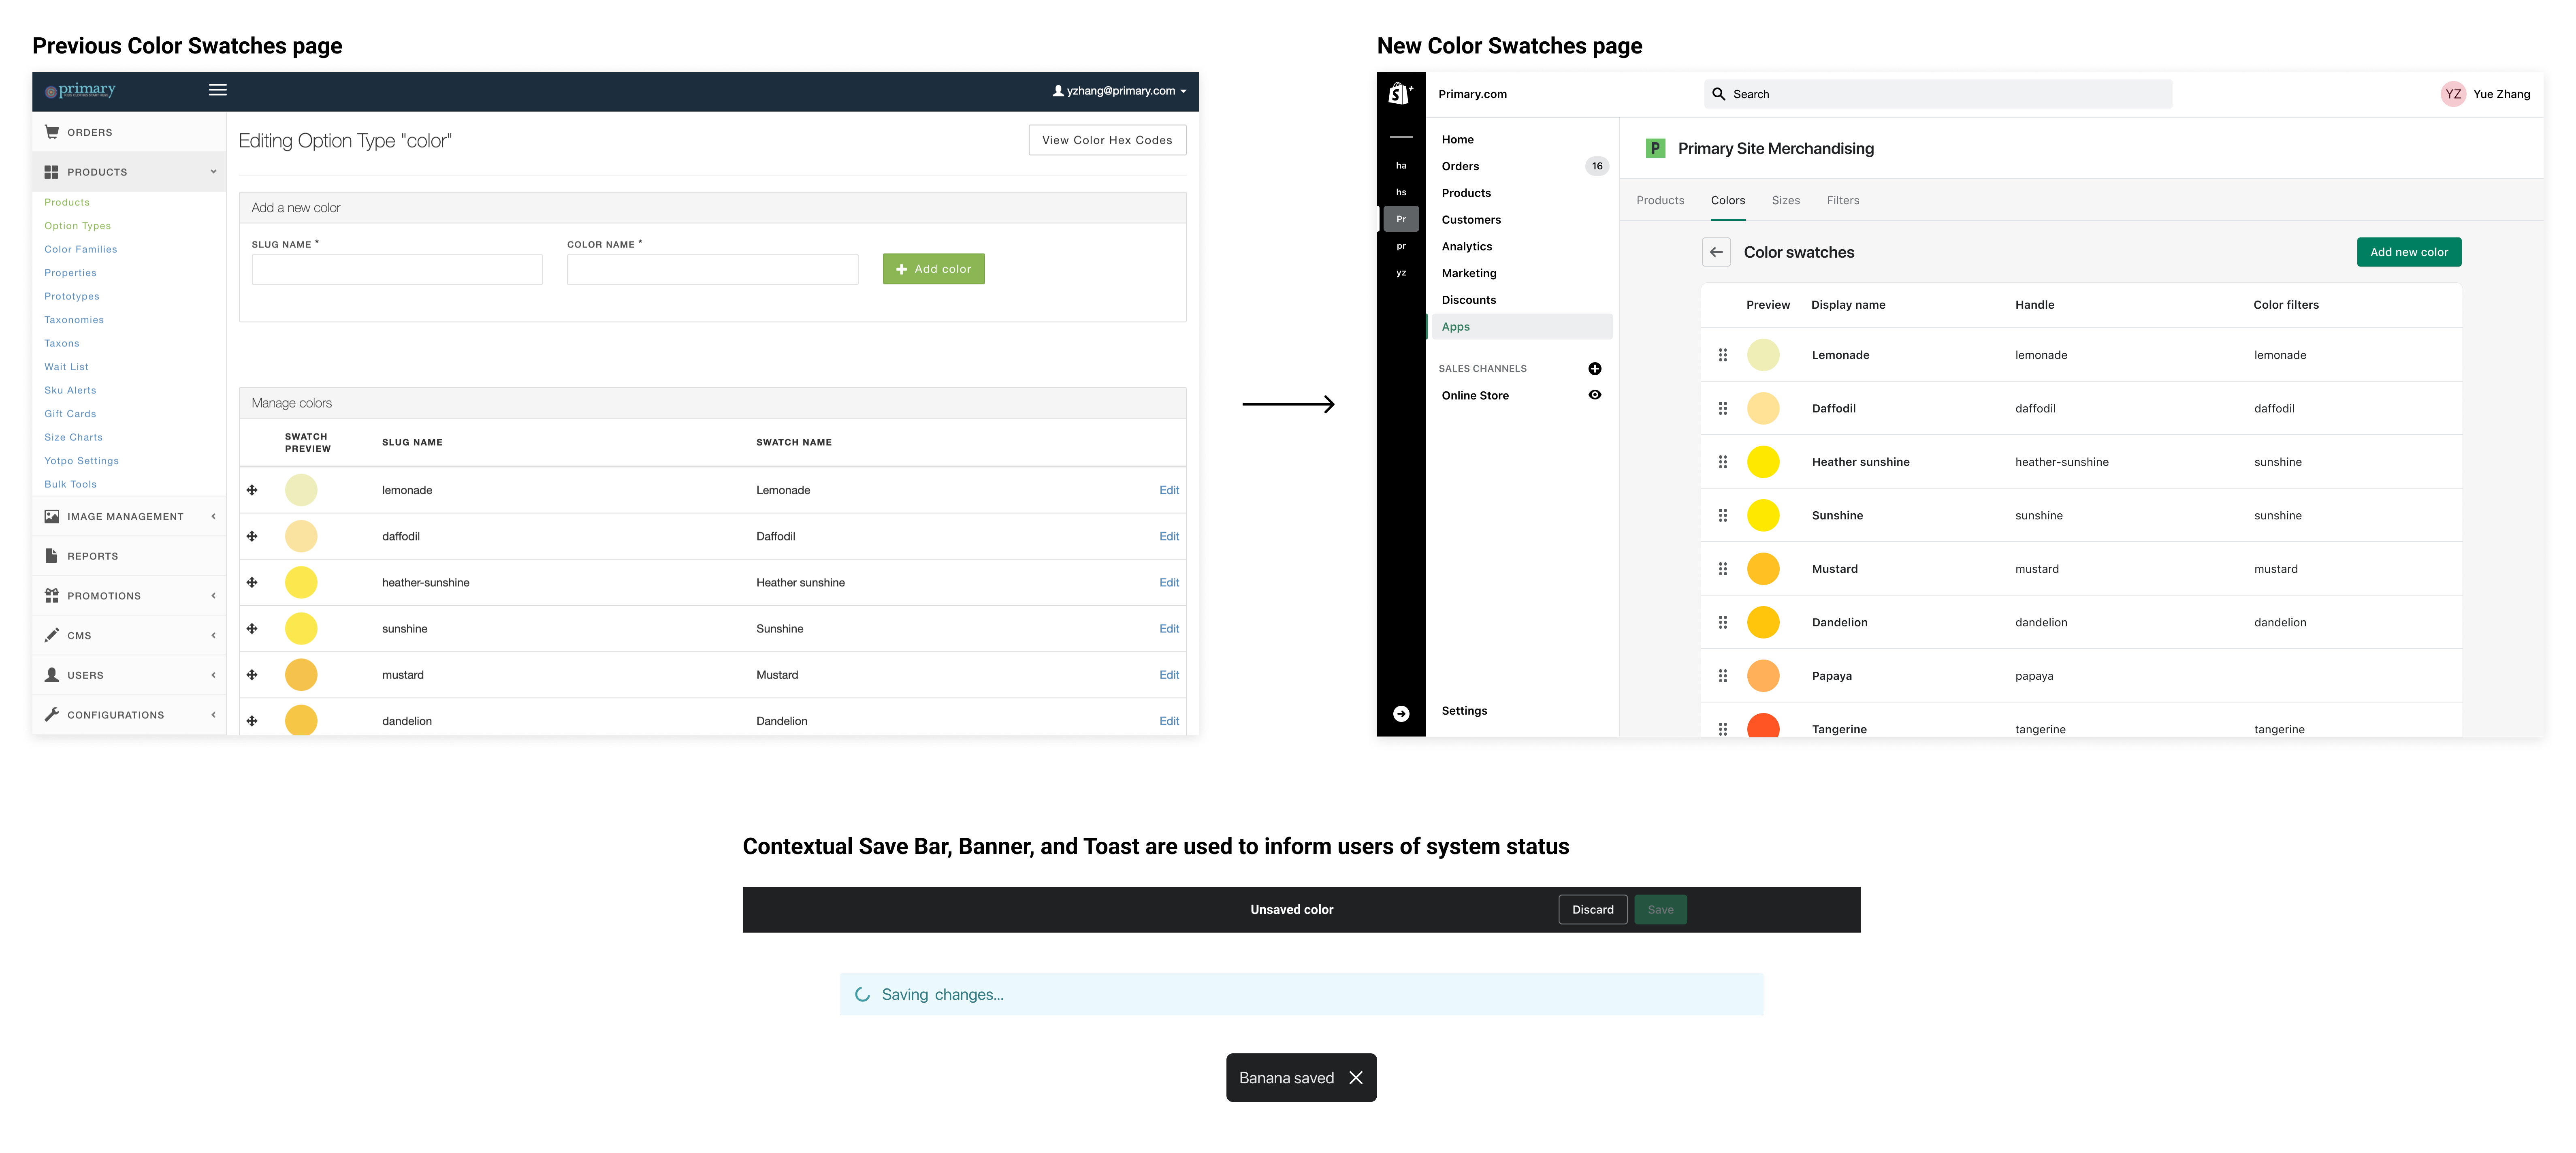 Previous Color Swatches page
primary
yzhang@primary.com
ORDERS
PRODUCTS
Products
Option Types
Color Families
Properties
Prototypes
Taxonomies
Taxons
Wait List
Sku Alerts
Gift Cards
Size Charts
Yotpo Settings
Bulk Tools
IMAGE MANAGEMENT
REPORTS
PROMOTIONS
CMS
USERS
CONFIGURATIONS
Editing Option Type "color"
View Color Hex Codes
Add a new color
SLUG NAME *
COLOR NAME *
Add color
Manage colors
SWATCH
PREVIEW
SLUG NAME
SWATCH NAME
lemonade Lemonade Edit
daffodil Daffodil Edit
heather-sunshine Heather sunshine Edit
sunshine Sunshine Edit
mustard Mustard Edit
dandelion Dandelion Edit
New Color Swatches page
Primary.com
Search
YZ Yue Zhang
ha
hs
Pr
pr
yz
Home
Orders 16
Products
Customers
Analytics
Marketing
Discounts
Apps
SALES CHANNELS
Online Store
Settings
P Primary Site Merchandising
Products Colors Sizes Filters
Color swatches
Add new color
Preview Display name Handle Color filters
Lemonade lemonade lemonade
Daffodil daffodil daffodil
Heather sunshine heather-sunshine sunshine
Sunshine sunshine sunshine
Mustard mustard mustard
Dandelion dandelion dandelion
Papaya papaya
Tangerine tangerine tangerine
Contextual Save Bar, Banner, and Toast are used to inform users of system status
Unsaved color Discard Save
Saving changes...
Banana saved